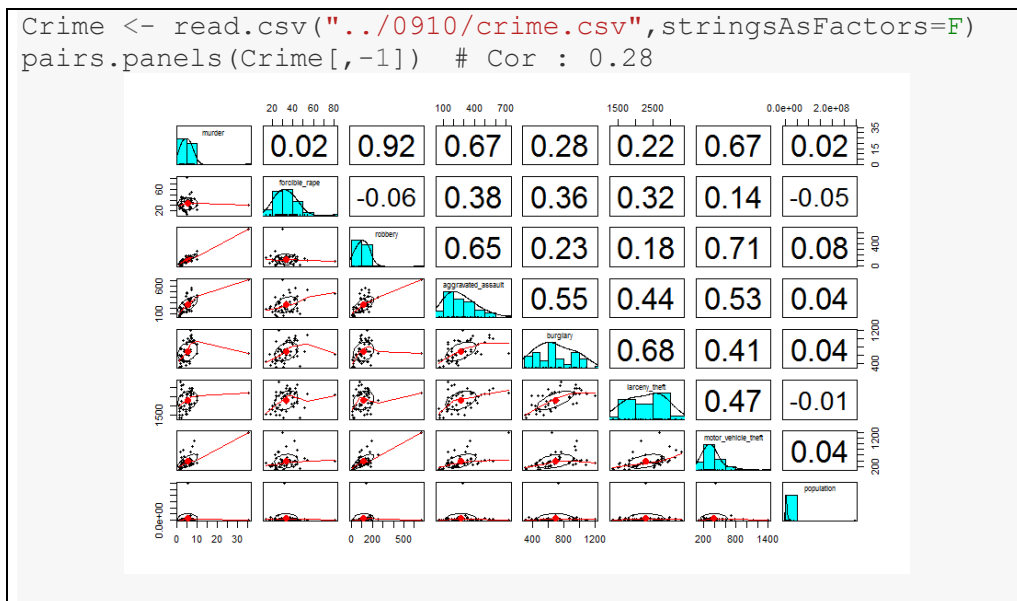 Crime <- read.csv("../0910/crime.csv",stringsAsFactors=F)
pairs.panels(Crime[,-1]) # Cor : 0.28
20 40 60 80 100 400 700 1500 2500 0.0e+00 2.0e+08
murder 0.02 0.92 0.67 0.28 0.22 0.67 0.02 0 15 35
20 60 forcible_rape -0.06 0.38 0.36 0.32 0.14 -0.05
robbery 0.65 0.23 0.18 0.71 0.08 0 400
100 600 aggravated_assault 0.55 0.44 0.53 0.04
burglary 0.68 0.41 0.04 400 1200
1500 larceny_theft 0.47 -0.01
motor_vehicle_theft 0.04 200 1200
0.0e+00 population
0 10 20 30 0 200 500 400 800 1200 200 800 1400